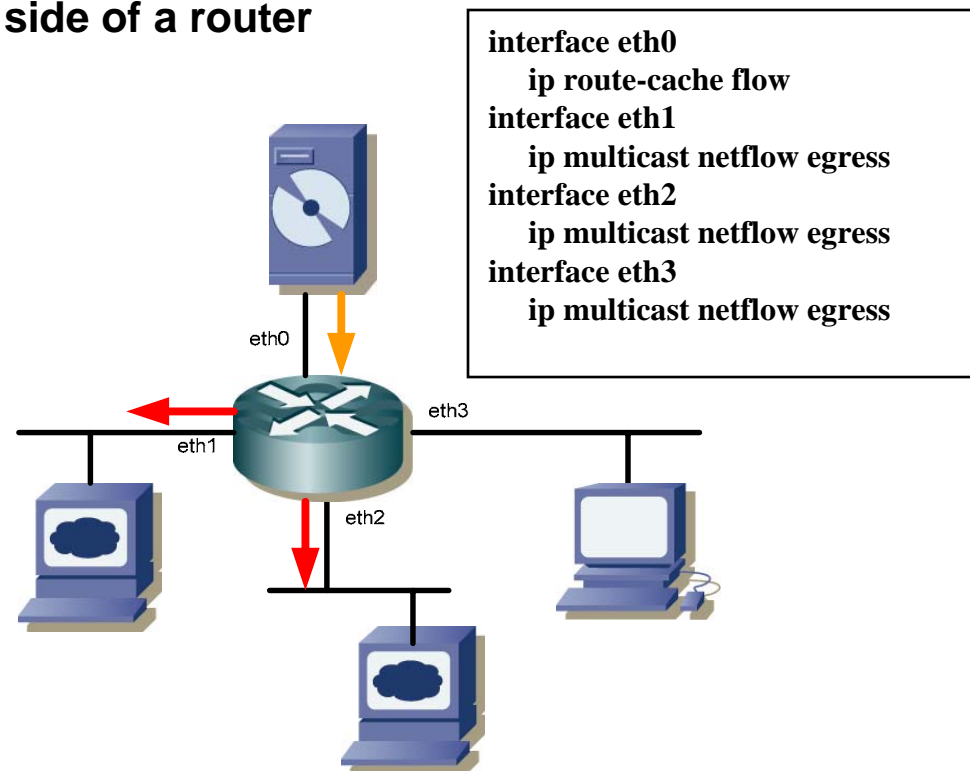 side of a router
interface eth0
ip route-cache flow
interface eth1
ip multicast netflow egress
interface eth2
ip multicast netflow egress
interface eth3
ip multicast netflow egress
eth0
eth3
eth1
eth2